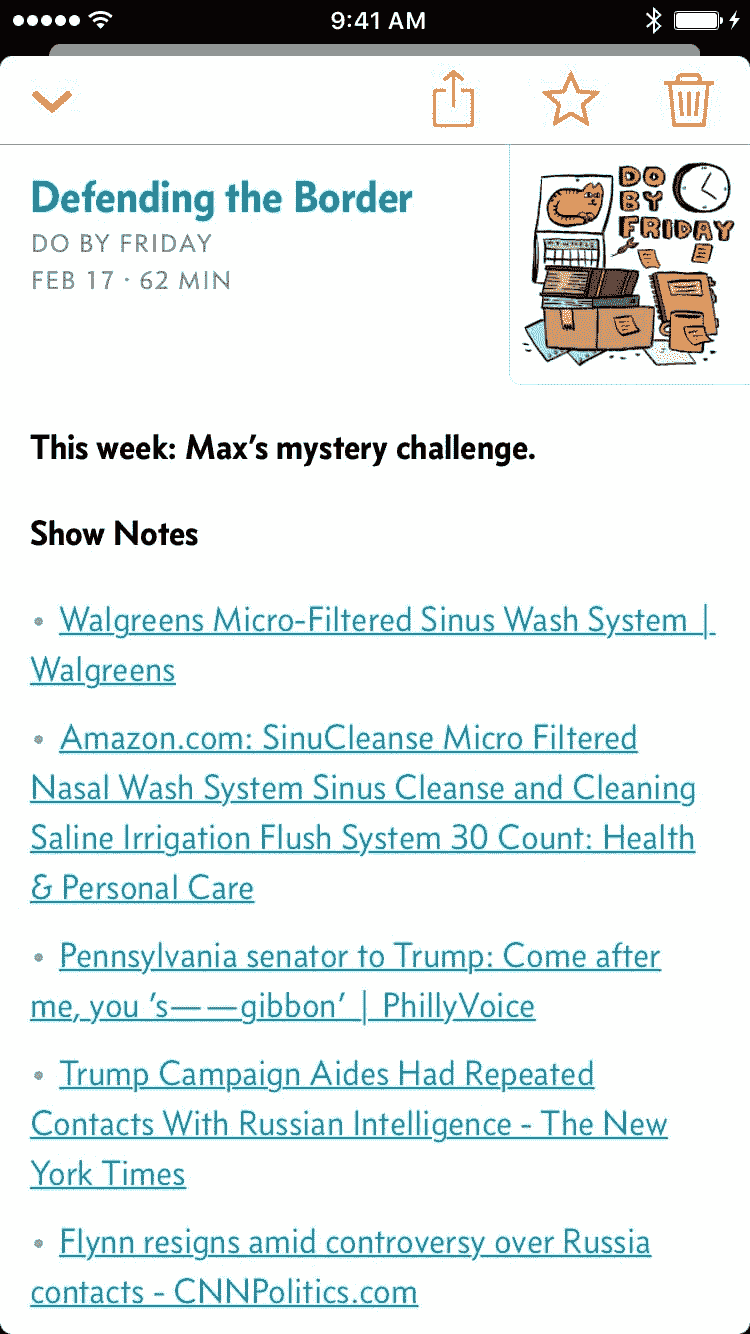 9:41 AM
Defending the Border
DO BY FRIDAY
FEB 17 · 62 MIN
DO
BY
FRIDAY
This week: Max’s mystery challenge.
Show Notes
• Walgreens Micro-Filtered Sinus Wash System |
Walgreens
• Amazon.com: SinuCleanse Micro Filtered
Nasal Wash System Sinus Cleanse and Cleaning
Saline Irrigation Flush System 30 Count: Health
& Personal Care
• Pennsylvania senator to Trump: Come after
me, you ’s——gibbon’ | PhillyVoice
• Trump Campaign Aides Had Repeated
Contacts With Russian Intelligence - The New
York Times
• Flynn resigns amid controversy over Russia
contacts - CNNPolitics.com